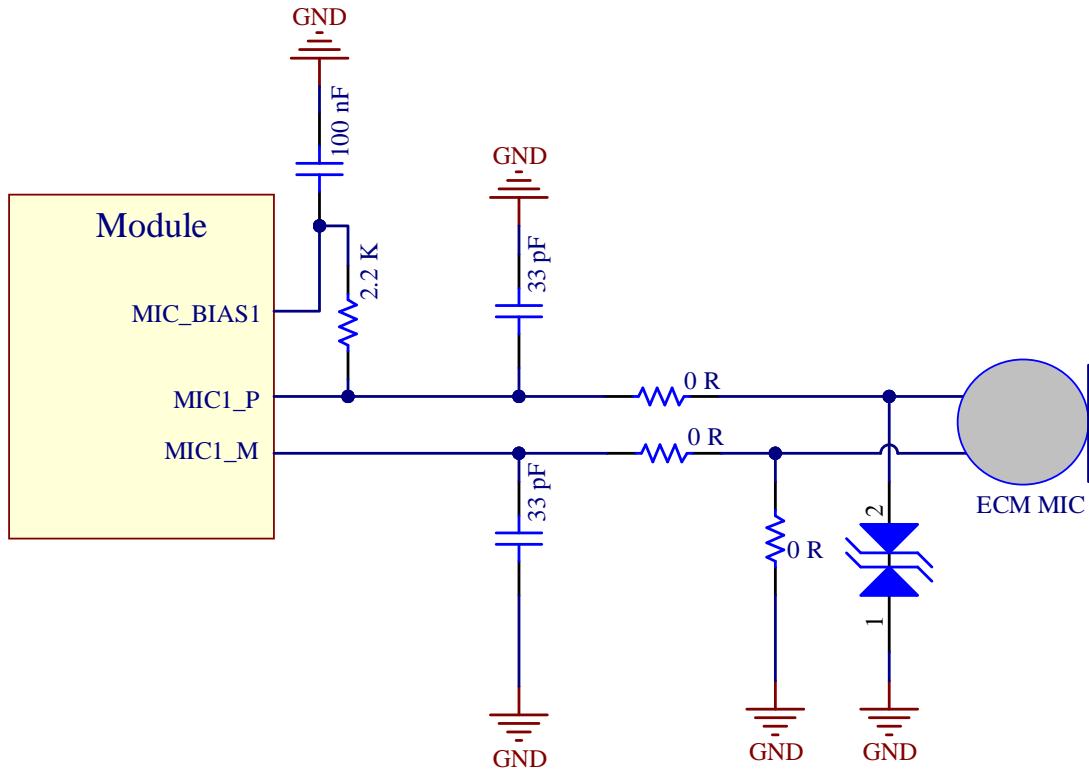 GND
100 nF
GND
Module
2.2 K
33 pF
MIC_BIAS1
0 R
MIC1_P
0 R
MIC1_M
33 pF
ECM MIC
2
0 R
1
GND
GND
GND